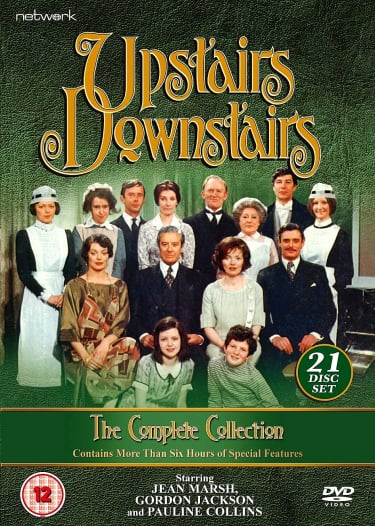 network
Upstairs
Downstairs
21
DISC
SET
The Complete Collection
Contains More Than Six Hours of Special Features
12
Starring
JEAN MARSH,
GORDON JACKSON
and PAULINE COLLINS
DVD
VIDEO